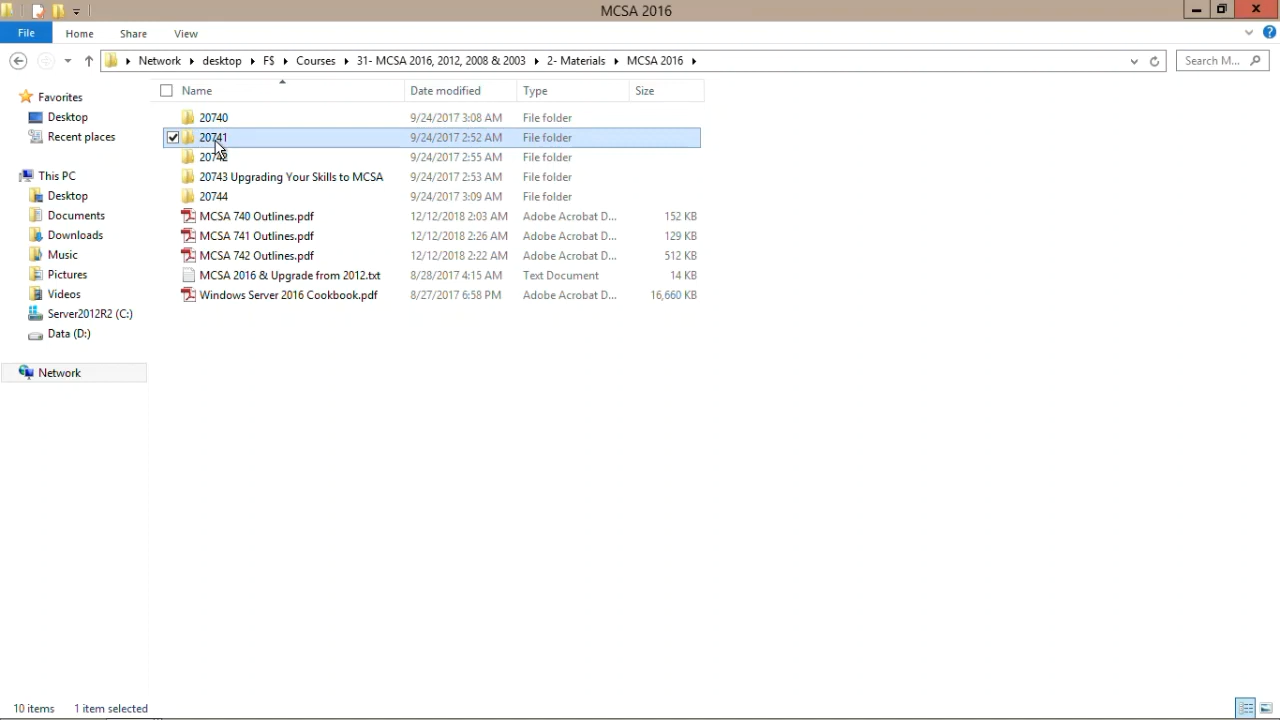 MCSA 2016
File Home Share View
Network desktop F$ Courses 31- MCSA 2016, 2012, 2008 & 2003 2- Materials MCSA 2016 Search M...
Name Date modified Type Size
Favorites
Desktop
Recent places
This PC
Desktop
Documents
Downloads
Music
Pictures
Videos
Server2012R2 (C:)
Data (D:)
Network
20740 9/24/2017 3:08 AM File folder
20741 9/24/2017 2:52 AM File folder
20742 9/24/2017 2:55 AM File folder
20743 Upgrading Your Skills to MCSA 9/24/2017 2:53 AM File folder
20744 9/24/2017 3:09 AM File folder
MCSA 740 Outlines.pdf 12/12/2018 2:03 AM Adobe Acrobat D... 152 KB
MCSA 741 Outlines.pdf 12/12/2018 2:26 AM Adobe Acrobat D... 129 KB
MCSA 742 Outlines.pdf 12/12/2018 2:22 AM Adobe Acrobat D... 512 KB
MCSA 2016 & Upgrade from 2012.txt 8/28/2017 4:15 AM Text Document 14 KB
Windows Server 2016 Cookbook.pdf 8/27/2017 6:58 PM Adobe Acrobat D... 16,660 KB
10 items 1 item selected